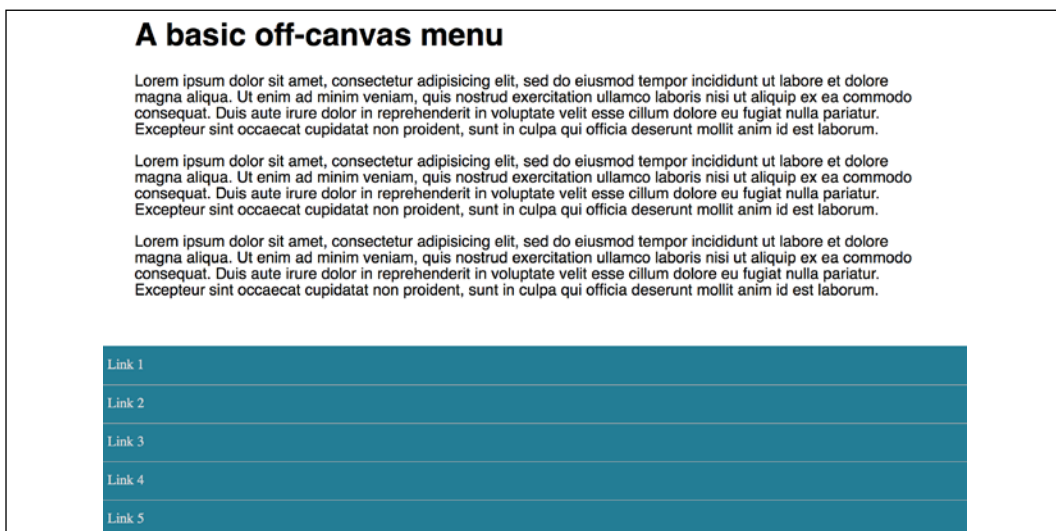 A basic off-canvas menu
Lorem ipsum dolor sit amet, consectetur adipisicing elit, sed do eiusmod tempor incididunt ut labore et dolore
magna aliqua. Ut enim ad minim veniam, quis nostrud exercitation ullamco laboris nisi ut aliquip ex ea commodo
consequat. Duis aute irure dolor in reprehenderit in voluptate velit esse cillum dolore eu fugiat nulla pariatur.
Excepteur sint occaecat cupidatat non proident, sunt in culpa qui officia deserunt mollit anim id est laborum.
Lorem ipsum dolor sit amet, consectetur adipisicing elit, sed do eiusmod tempor incididunt ut labore et dolore
magna aliqua. Ut enim ad minim veniam, quis nostrud exercitation ullamco laboris nisi ut aliquip ex ea commodo
consequat. Duis aute irure dolor in reprehenderit in voluptate velit esse cillum dolore eu fugiat nulla pariatur.
Excepteur sint occaecat cupidatat non proident, sunt in culpa qui officia deserunt mollit anim id est laborum.
Lorem ipsum dolor sit amet, consectetur adipisicing elit, sed do eiusmod tempor incididunt ut labore et dolore
magna aliqua. Ut enim ad minim veniam, quis nostrud exercitation ullamco laboris nisi ut aliquip ex ea commodo
consequat. Duis aute irure dolor in reprehenderit in voluptate velit esse cillum dolore eu fugiat nulla pariatur.
Excepteur sint occaecat cupidatat non proident, sunt in culpa qui officia deserunt mollit anim id est laborum.
Link 1
Link 2
Link 3
Link 4
Link 5